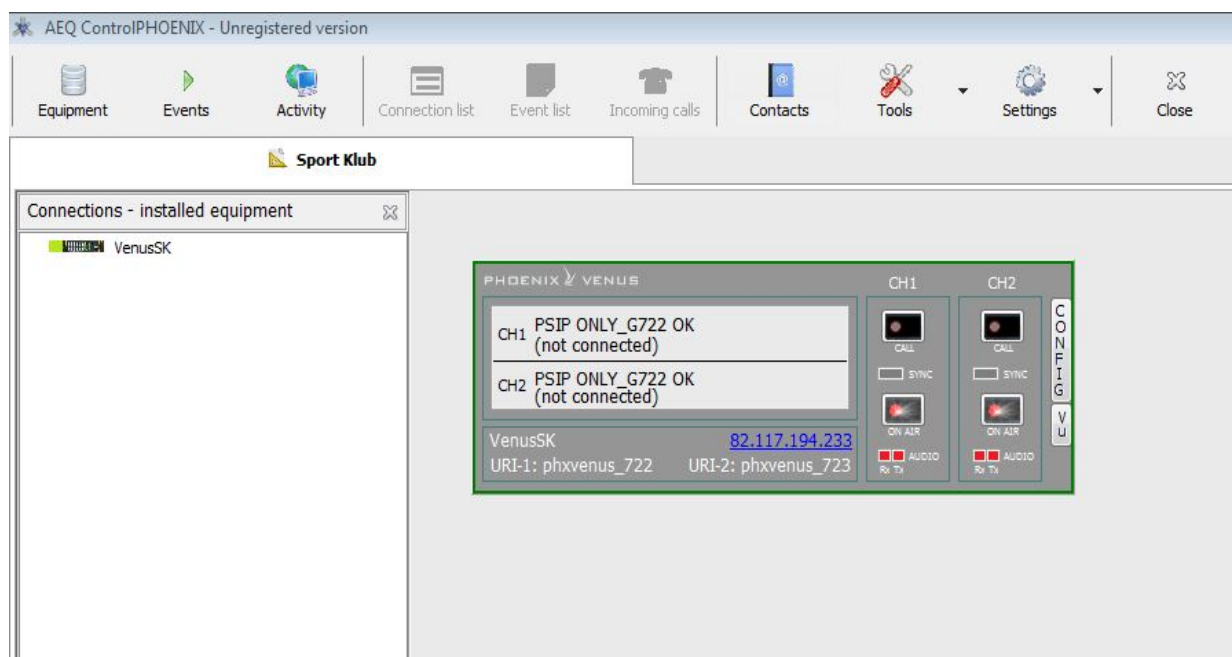 AEQ ControlPHOENIX - Unregistered version
Equipment
Events
Activity
Connection list
Event list
Incoming calls
Contacts
Tools
Settings
Close
Sport Klub
Connections - installed equipment
VenusSK
PHOENIX VENUS
CH1
CH2
CH1 PSIP ONLY_G722 OK
(not connected)
CH2 PSIP ONLY_G722 OK
(not connected)
VenusSK 82.117.194.233
URI-1: phxvenus_722 URI-2: phxvenus_723
CALL
SYNC
ON AIR
AUDIO
Rx Tx
CALL
SYNC
ON AIR
AUDIO
Rx Tx
CONFIG
VU